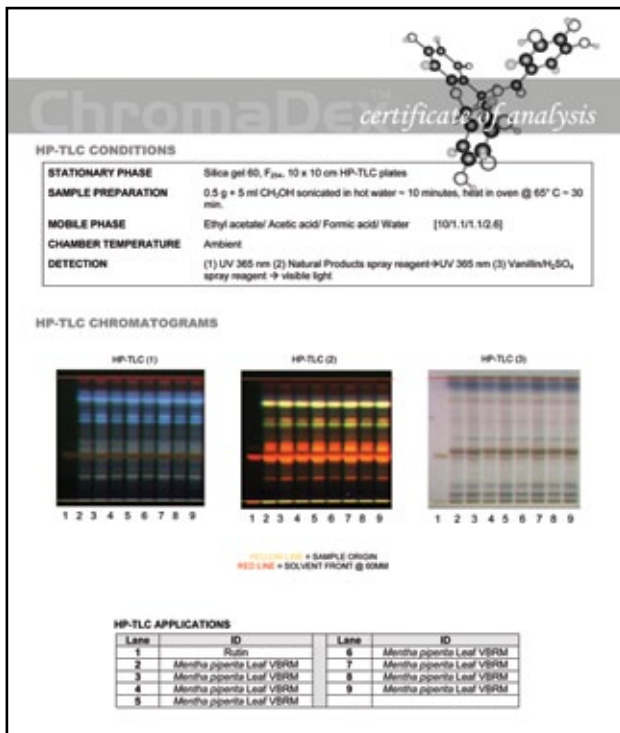 ChromaDex™
certificate of analysis
HP-TLC CONDITIONS
STATIONARY PHASE Silica gel 60, F254, 10 x 10 cm HP-TLC plates
SAMPLE PREPARATION 0.5 g + 5 ml CH3OH sonicated in hot water ~ 10 minutes, heat in oven @ 65° C ~ 30
min.
MOBILE PHASE Ethyl acetate/ Acetic acid/ Formic acid/ Water [10/1.1/1.1/2.6]
CHAMBER TEMPERATURE Ambient
DETECTION (1) UV 365 nm (2) Natural Products spray reagent→UV 365 nm (3) Vanillin/H2SO4
spray reagent → visible light
HP-TLC CHROMATOGRAMS
HP-TLC (1) HP-TLC (2) HP-TLC (3)
1 2 3 4 5 6 7 8 9 1 2 3 4 5 6 7 8 9 1 2 3 4 5 6 7 8 9
YELLOW LINE = SAMPLE ORIGIN
RED LINE = SOLVENT FRONT @ 80MM
HP-TLC APPLICATIONS
Lane ID Lane ID
1 Rutin 6 Mentha piperita Leaf VBRM
2 Mentha piperita Leaf VBRM 7 Mentha piperita Leaf VBRM
3 Mentha piperita Leaf VBRM 8 Mentha piperita Leaf VBRM
4 Mentha piperita Leaf VBRM 9 Mentha piperita Leaf VBRM
5 Mentha piperita Leaf VBRM